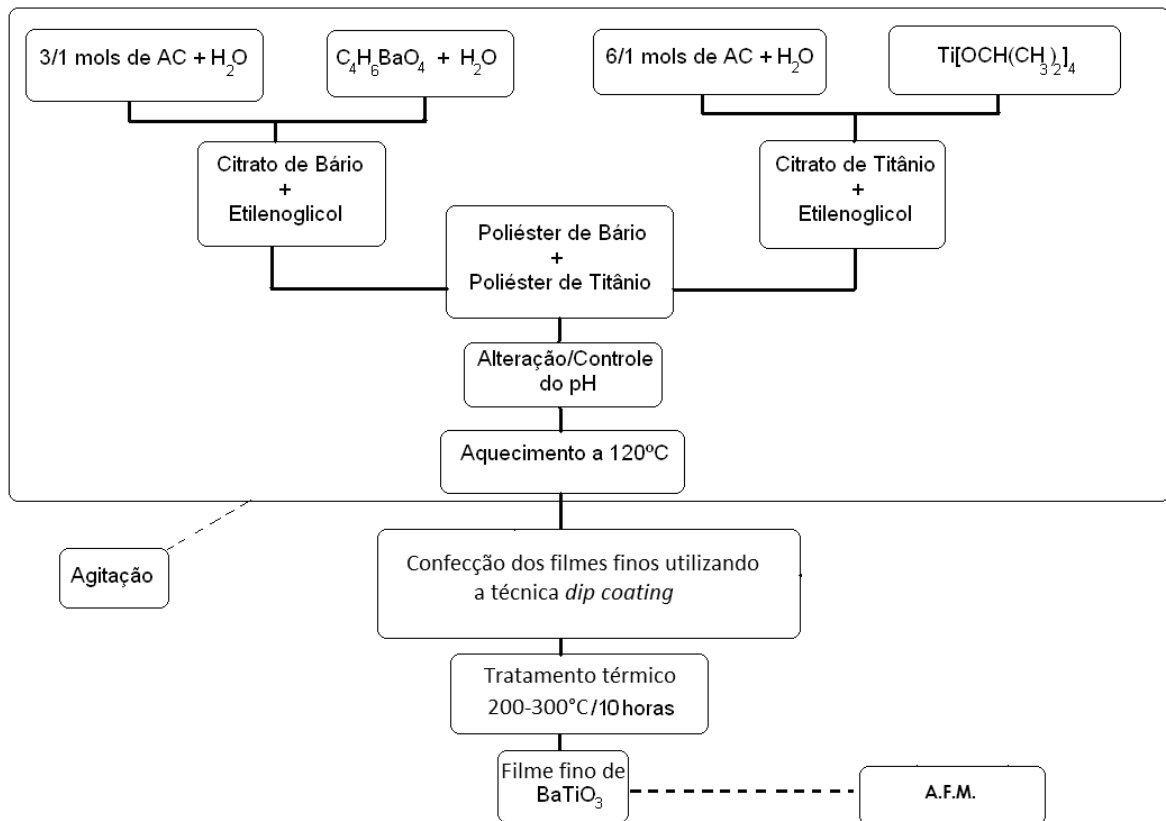 3/1 mols de AC + H₂O
C₄H₆BaO₄ + H₂O
6/1 mols de AC + H₂O
Ti[OCH(CH₃)₂]₄
Citrato de Bário
+
Etilenoglicol
Citrato de Titânio
+
Etilenoglicol
Poliéster de Bário
+
Poliéster de Titânio
Alteração/Controle
do pH
Aquecimento a 120ºC
Agitação
Confecção dos filmes finos utilizando
a técnica dip coating
Tratamento térmico
200-300°C/10 horas
Filme fino de
BaTiO₃
A.F.M.